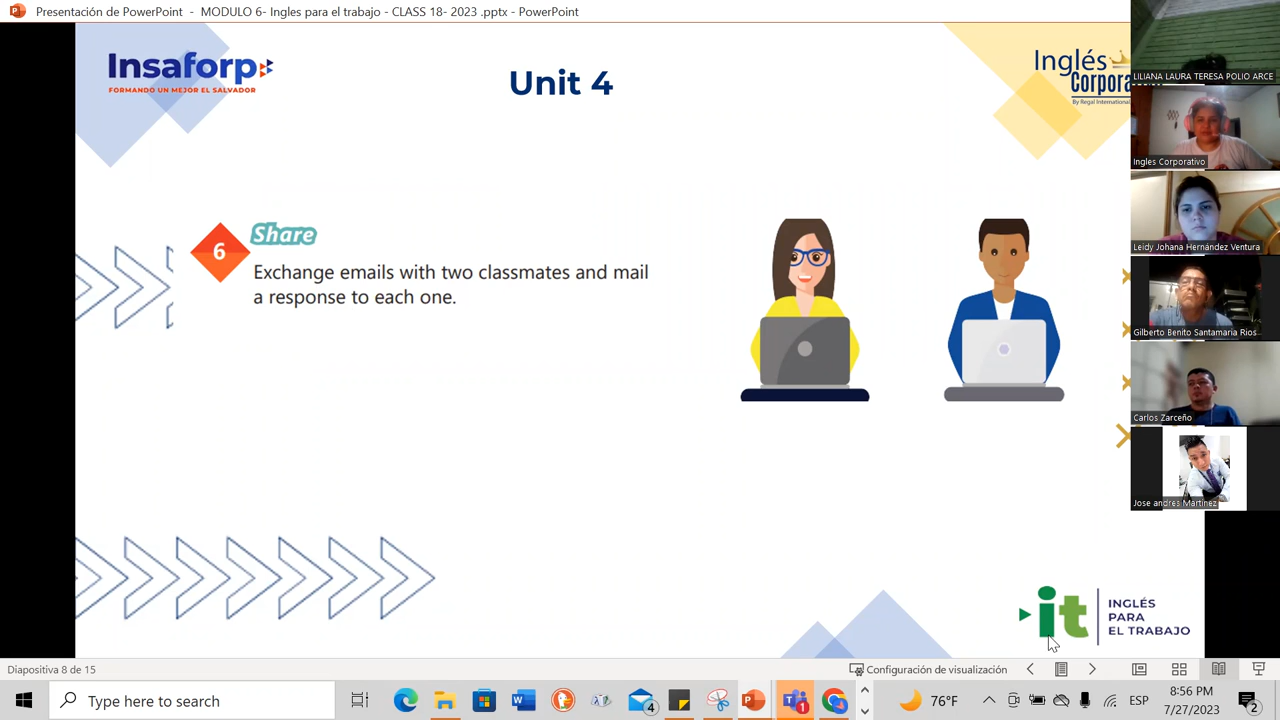 Presentación de PowerPoint - MODULO 6- Ingles para el trabajo - CLASS 18- 2023 .pptx - PowerPoint
Insaforp
FORMANDO UN MEJOR EL SALVADOR
Unit 4
Inglés
Corpora
By Regal International
6
Share
Exchange emails with two classmates and mail
a response to each one.
LILIANA LAURA TERESA POLIO ARCE
Ingles Corporativo
Leidy Johana Hernández Ventura
Gilberto Benito Santamaria Rios
Carlos Zarceño
Jose andres Martinez
it
INGLÉS
PARA
EL TRABAJO
Diapositiva 8 de 15
Configuración de visualización
Type here to search
4
1
76°F
ESP
8:56 PM
7/27/2023
2